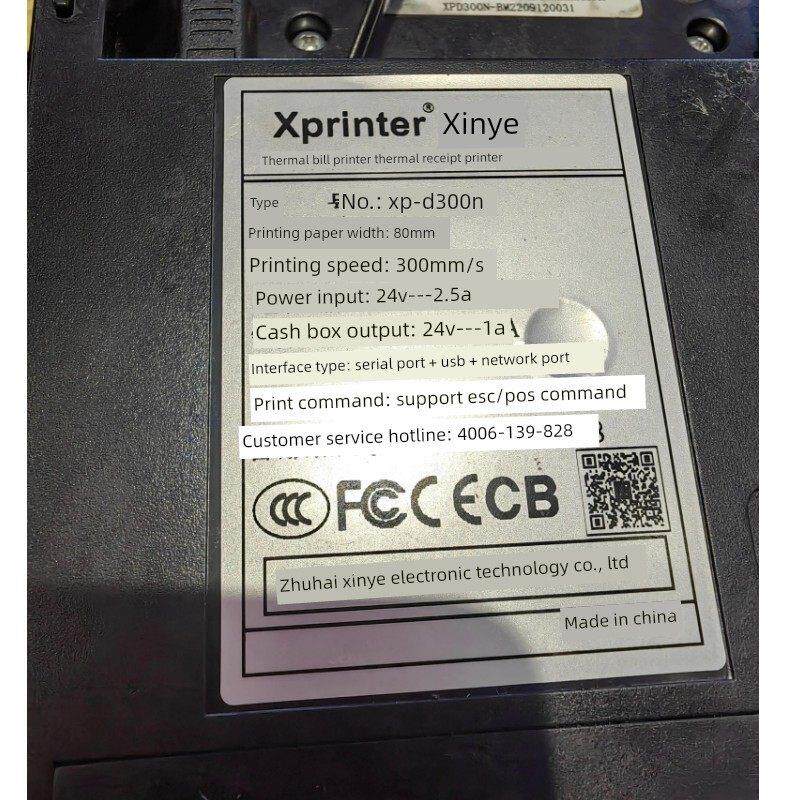 XPD300N-BM2209120031
Xprinter® Xinye
Thermal bill printer thermal receipt printer
Type No.: xp-d300n
Printing paper width: 80mm
Printing speed: 300mm/s
Power input: 24v---2.5a
Cash box output: 24v---1a
Interface type: serial port + usb + network port
Print command: support esc/pos command
Customer service hotline: 4006-139-828
CCC FC CE CB
Zhuhai xinye electronic technology co., ltd
Made in china